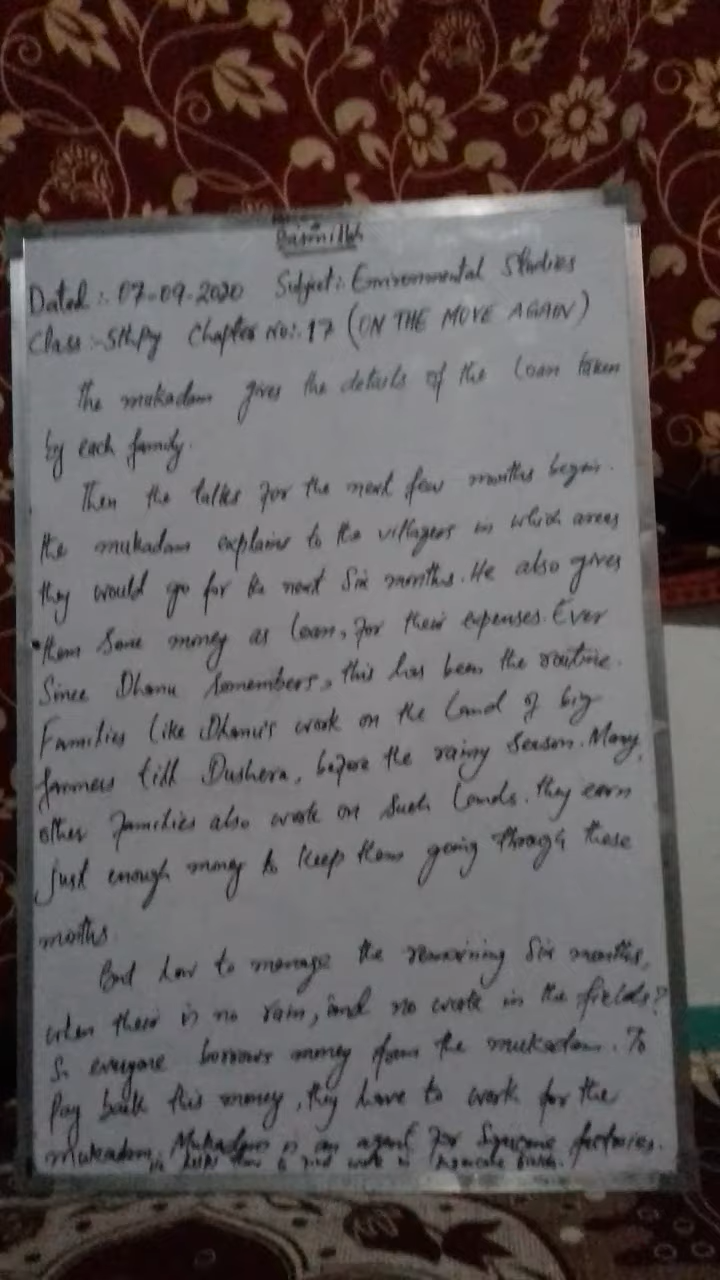 Bismillah
Dated :- 07-09-2020 Subject:- Environmental Studies
Class :- 5th Chapter No:- 17 (ON THE MOVE AGAIN)
The mukadam gives the details of the loan taken
by each family.
Then the talks for the next few months begin.
the mukadam explains to the villagers in which areas
they would go for the next Six months. He also gives
them Some money as loan, for their expenses. Ever
Since Dhanu remembers, this has been the routine.
Families like Dhanu's work on the land of big
farmers till Dushera, before the rainy Season. Many
other families also work on such lands. they earn
Just enough money to keep them going through these
months
But how to manage the remaining Six months,
when their is no rain, and no work in the fields?
So everyone borrows money from the mukadam. To
Pay back this money, they have to work for the
mukadam. Mukadam is an agent for Sugarcane factories.